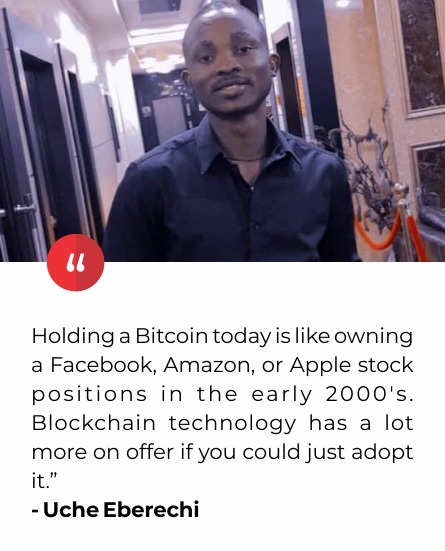 “
Holding a Bitcoin today is like owning
a Facebook, Amazon, or Apple stock
positions in the early 2000's.
Blockchain technology has a lot
more on offer if you could just adopt
it.”
- Uche Eberechi